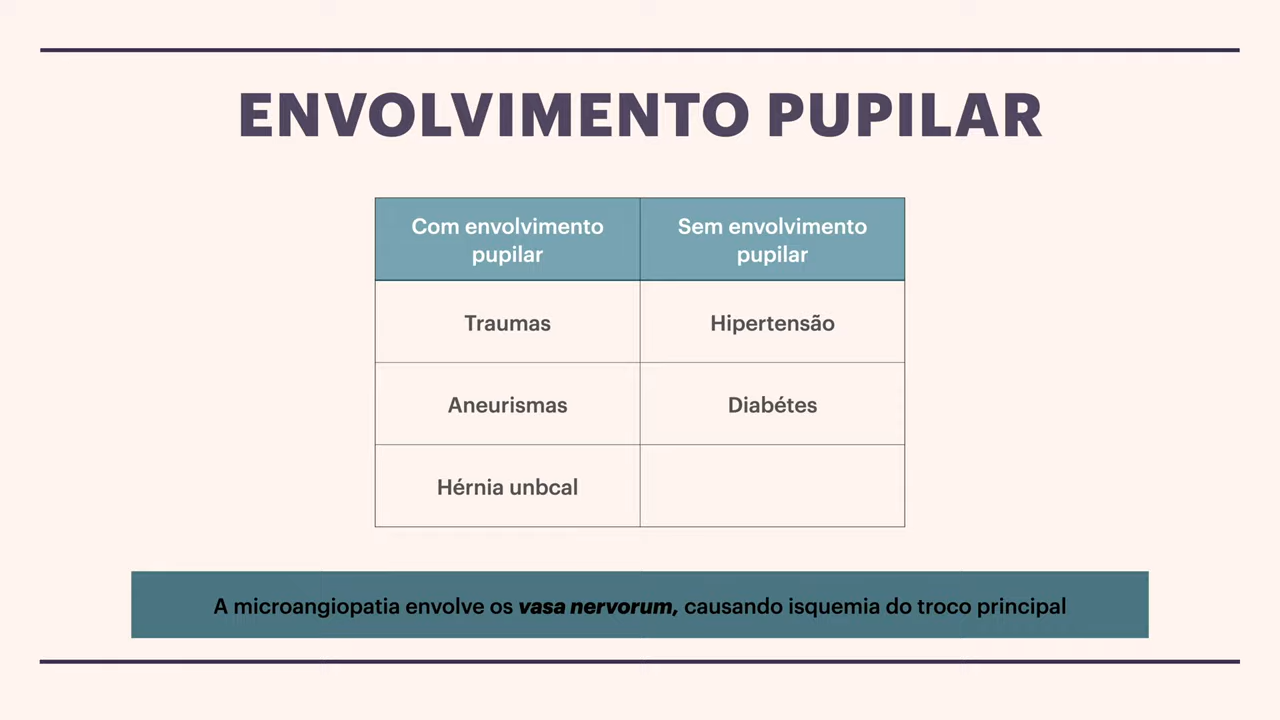 ENVOLVIMENTO PUPILAR
Com envolvimento
pupilar
Sem envolvimento
pupilar
Traumas
Hipertensão
Aneurismas
Diabétes
Hérnia unbcal
A microangiopatia envolve os vasa nervorum, causando isquemia do troco principal